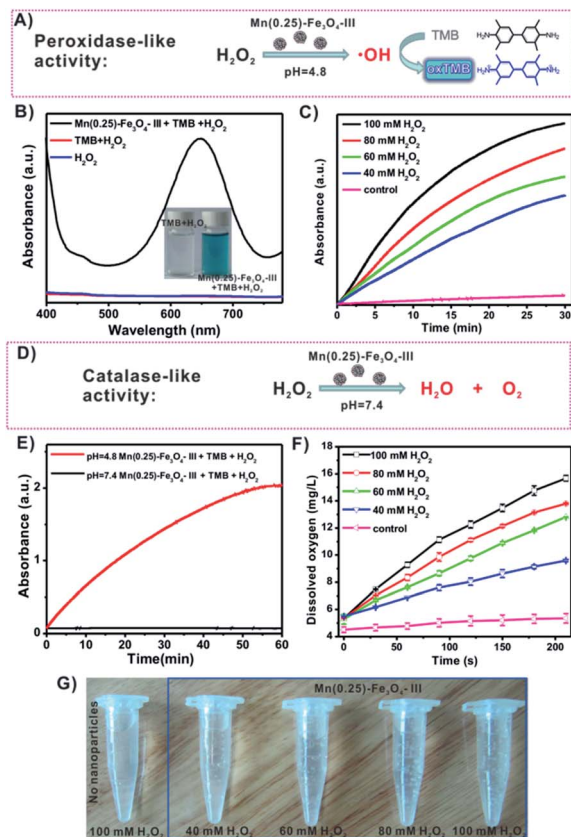 A)
Peroxidase-like
activity:
Mn(0.25)-Fe₃O₄-III
H₂O₂
pH=4.8
•OH
TMB
oxTMB
H₂N
NH₂
B)
Mn(0.25)-Fe₃O₄- III + TMB +H₂O₂
TMB+H₂O₂
H₂O₂
TMB+H₂O₂
Mn(0.25)-Fe₃O₄-III
+TMB+H₂O₂
Absorbance (a.u.)
400 500 600 700
Wavelength (nm)
C)
100 mM H₂O₂
80 mM H₂O₂
60 mM H₂O₂
40 mM H₂O₂
control
Absorbance (a.u.)
0 5 10 15 20 25 30
Time (min)
D)
Catalase-like
activity:
Mn(0.25)-Fe₃O₄-III
H₂O₂
pH=7.4
H₂O + O₂
E)
pH=4.8 Mn(0.25)-Fe₃O₄- III + TMB + H₂O₂
pH=7.4 Mn(0.25)-Fe₃O₄- III + TMB + H₂O₂
Absorbance (a.u.)
2
1
0
0 10 20 30 40 50 60
Time(min)
F)
100 mM H₂O₂
80 mM H₂O₂
60 mM H₂O₂
40 mM H₂O₂
control
Dissolved oxygen (mg/L)
18
16
14
12
10
8
6
4
0 50 100 150 200
Time (s)
G)
Mn(0.25)-Fe₃O₄-III
No nanoparticles
100 mM H₂O₂
40 mM H₂O₂
60 mM H₂O₂
80 mM H₂O₂
100 mM H₂O₂